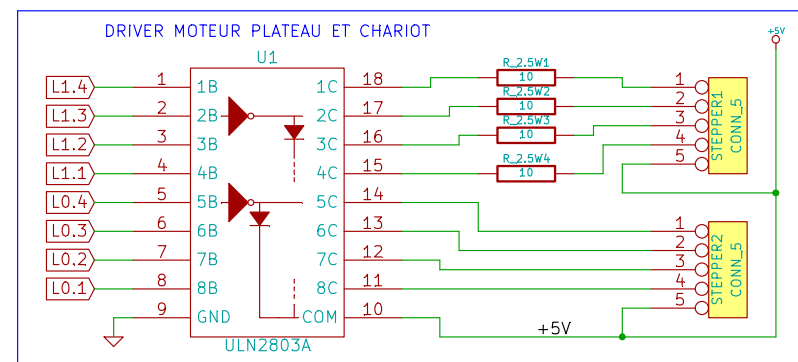 DRIVER MOTEUR PLATEAU ET CHARIOT
+5V
U1
R_2.5W1
L1.4 1 1B 1C 18 10 1
R_2.5W2
L1.3 2 2B 2C 17 10 2
R_2.5W3
L1.2 3 3B 3C 16 10 3
R_2.5W4
L1.1 4 4B 4C 15 10 4
5
STEPPER1
CONN_5
L0.4 5 5B 5C 14
L0.3 6 6B 6C 13 1
L0.2 7 7B 7C 12 2
3
L0.1 8 8B 8C 11 4
9 GND COM 10 5
STEPPER2
CONN_5
+5V
ULN2803A